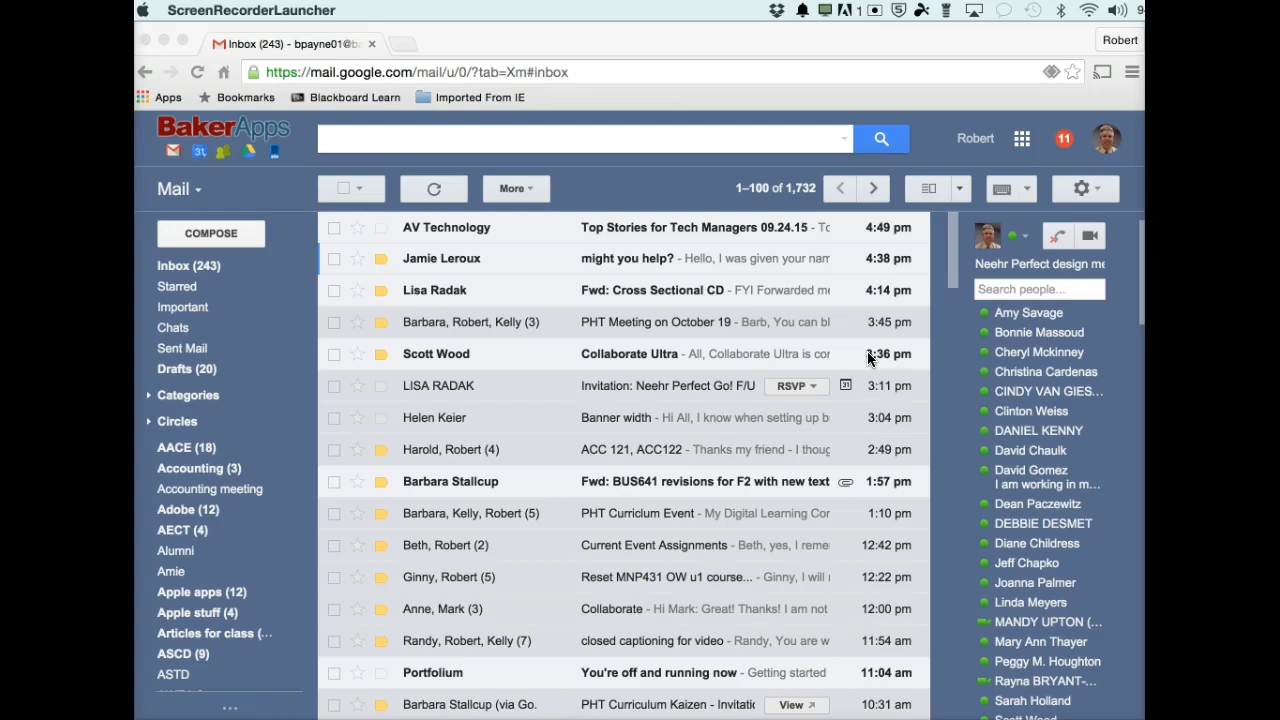 ScreenRecorderLauncher
1
Inbox (243) - bpayne01@b
Robert
https://mail.google.com/mail/u/0/?tab=Xm#inbox
Apps
Bookmarks
Blackboard Learn
Imported From IE
BakerApps
31
Robert
11
Mail
More
1–100 of 1,732
COMPOSE
Inbox (243)
Starred
Important
Chats
Sent Mail
Drafts (20)
Categories
Circles
AACE (18)
Accounting (3)
Accounting meeting
Adobe (12)
AECT (4)
Alumni
Amie
Apple apps (12)
Apple stuff (4)
Articles for class (...
ASCD (9)
ASTD
AV Technology Top Stories for Tech Managers 09.24.15 - Tc 4:49 pm
Jamie Leroux might you help? - Hello, I was given your nam 4:38 pm
Lisa Radak Fwd: Cross Sectional CD - FYI Forwarded me 4:14 pm
Barbara, Robert, Kelly (3) PHT Meeting on October 19 - Barb, You can bl 3:45 pm
Scott Wood Collaborate Ultra - All, Collaborate Ultra is cor :36 pm
LISA RADAK Invitation: Neehr Perfect Go! F/U RSVP 31 3:11 pm
Helen Keier Banner width - Hi All, I know when setting up b 3:04 pm
Harold, Robert (4) ACC 121, ACC122 - Thanks my friend - I thoug 2:49 pm
Barbara Stallcup Fwd: BUS641 revisions for F2 with new text 1:57 pm
Barbara, Kelly, Robert (5) PHT Curriclum Event - My Digital Learning Cor 1:10 pm
Beth, Robert (2) Current Event Assignments - Beth, yes, I reme 12:42 pm
Ginny, Robert (5) Reset MNP431 OW u1 course... - Ginny, I will 12:22 pm
Anne, Mark (3) Collaborate - Hi Mark: Great! Thanks! I am not 12:00 pm
Randy, Robert, Kelly (7) closed captioning for video - Randy, You are w 11:54 am
Portfolium You're off and running now - Getting started 11:04 am
Barbara Stallcup (via Go. PHT Curriculum Kaizen - Invitatic View 10:31 am
Neehr Perfect design me
Search people...
Amy Savage
Bonnie Massoud
Cheryl Mckinney
Christina Cardenas
CINDY VAN GIES...
Clinton Weiss
DANIEL KENNY
David Chaulk
David Gomez
I am working in m...
Dean Paczewitz
DEBBIE DESMET
Diane Childress
Jeff Chapko
Joanna Palmer
Linda Meyers
MANDY UPTON (...
Mary Ann Thayer
Peggy M. Houghton
Rayna BRYANT-...
Sarah Holland
Scott Wood